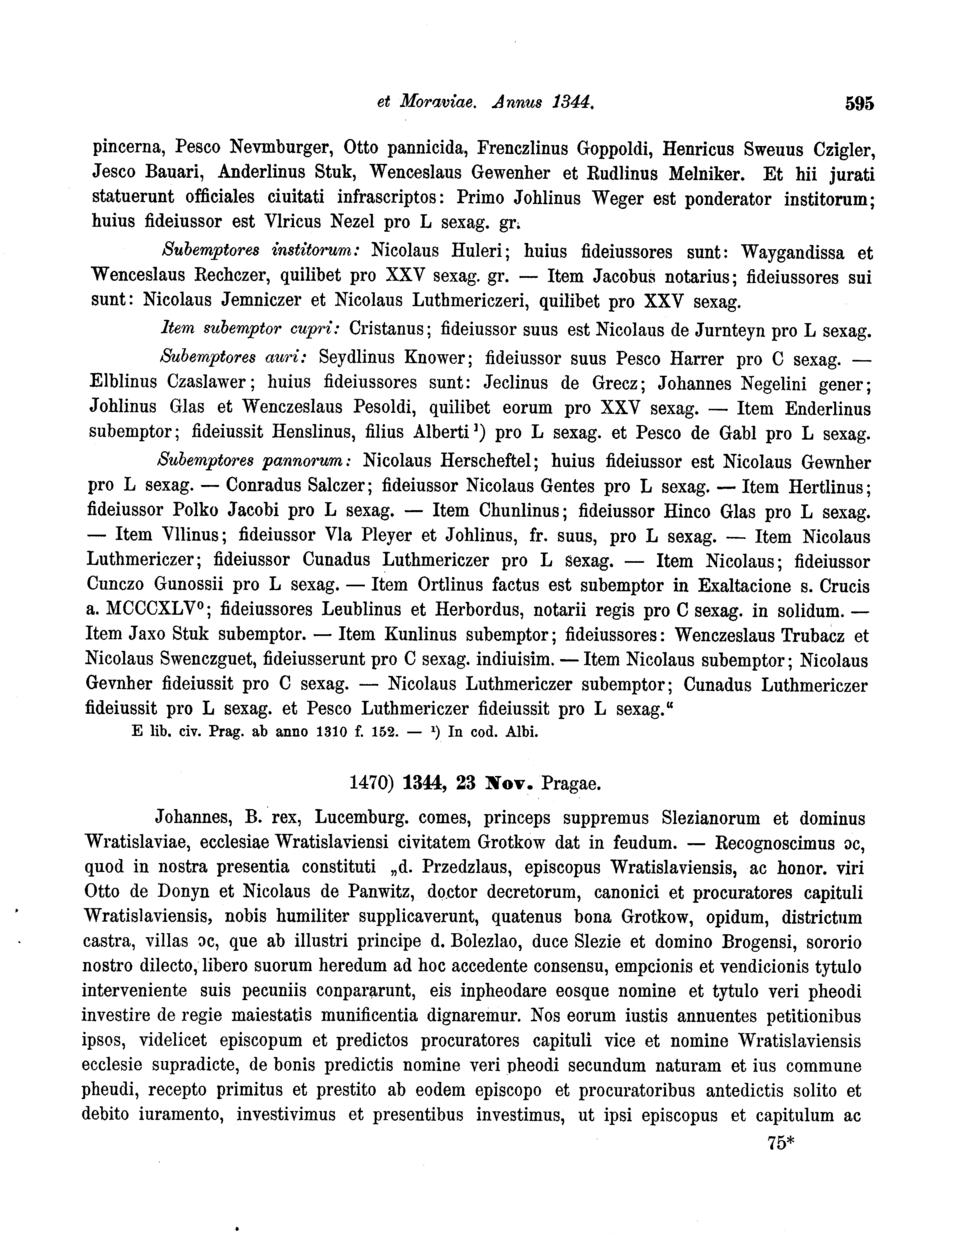 et Moraviae. Annus 1344. 595
pincerna, Pesco Nevmburger, Otto pannicida, Frenczlinus Goppoldi, Henricus Sweuus Czigler,
Jesco Bauari, Anderlinus Stuk, Wenceslaus Gewenher et Rudlinus Melniker. Et hii jurati
statuerunt officiales ciuitati infrascriptos: Primo Johlinus Weger est ponderator institorum;
huius fideiussor est Vlricus Nezel pro L sexag. gr.
Subemptores institorum: Nicolaus Huleri; huius fideiussores sunt: Waygandissa et
Wenceslaus Rechczer, quilibet pro XXV sexag. gr. — Item Jacobus notarius; fideiussores sui
sunt: Nicolaus Jemniczer et Nicolaus Luthmericzeri, quilibet pro XXV sexag.
Item subemptor cupri: Cristanus; fideiussor suus est Nicolaus de Jurnteyn pro L sexag.
Subemptores auri: Seydlinus Knower; fideiussor suus Pesco Harrer pro C sexag. —
Elblinus Czaslawer; huius fideiussores sunt: Jeclinus de Grecz; Johannes Negelini gener;
Johlinus Glas et Wenczeslaus Pesoldi, quilibet eorum pro XXV sexag. — Item Enderlinus
subemptor; fideiussit Henslinus, filius Alberti ¹) pro L sexag. et Pesco de Gabl pro L sexag.
Subemptores pannorum: Nicolaus Herscheftel; huius fideiussor est Nicolaus Gewnher
pro L sexag. — Conradus Salczer; fideiussor Nicolaus Gentes pro L sexag. — Item Hertlinus;
fideiussor Polko Jacobi pro L sexag. — Item Chunlinus; fideiussor Hinco Glas pro L sexag.
— Item Vllinus; fideiussor Vla Pleyer et Johlinus, fr. suus, pro L sexag. — Item Nicolaus
Luthmericzer; fideiussor Cunadus Luthmericzer pro L sexag. — Item Nicolaus; fideiussor
Cunczo Gunossii pro L sexag. — Item Ortlinus factus est subemptor in Exaltacione s. Crucis
a. MCCCXLV⁰; fideiussores Leublinus et Herbordus, notarii regis pro C sexag. in solidum. —
Item Jaxo Stuk subemptor. — Item Kunlinus subemptor; fideiussores: Wenczeslaus Trubacz et
Nicolaus Swenczguet, fideiusserunt pro C sexag. indiuisim. — Item Nicolaus subemptor; Nicolaus
Gevnher fideiussit pro C sexag. — Nicolaus Luthmericzer subemptor; Cunadus Luthmericzer
fideiussit pro L sexag. et Pesco Luthmericzer fideiussit pro L sexag.“
E lib. civ. Prag. ab anno 1310 f. 152. — ¹) In cod. Albi.
1470) 1344, 23 Nov. Pragae.
Johannes, B. rex, Lucemburg. comes, princeps suppremus Slezianorum et dominus
Wratislaviae, ecclesiae Wratislaviensi civitatem Grotkow dat in feudum. — Recognoscimus ɔc,
quod in nostra presentia constituti „d. Przedzlaus, episcopus Wratislaviensis, ac honor. viri
Otto de Donyn et Nicolaus de Panwitz, doctor decretorum, canonici et procuratores capituli
Wratislaviensis, nobis humiliter supplicaverunt, quatenus bona Grotkow, opidum, districtum
castra, villas ɔc, que ab illustri principe d. Bolezlao, duce Slezie et domino Brogensi, sororio
nostro dilecto, libero suorum heredum ad hoc accedente consensu, empcionis et vendicionis tytulo
interveniente suis pecuniis conpararunt, eis inpheodare eosque nomine et tytulo veri pheodi
investire de regie maiestatis munificentia dignaremur. Nos eorum iustis annuentes petitionibus
ipsos, videlicet episcopum et predictos procuratores capituli vice et nomine Wratislaviensis
ecclesie supradicte, de bonis predictis nomine veri pheodi secundum naturam et ius commune
pheudi, recepto primitus et prestito ab eodem episcopo et procuratoribus antedictis solito et
debito iuramento, investivimus et presentibus investimus, ut ipsi episcopus et capitulum ac
75*